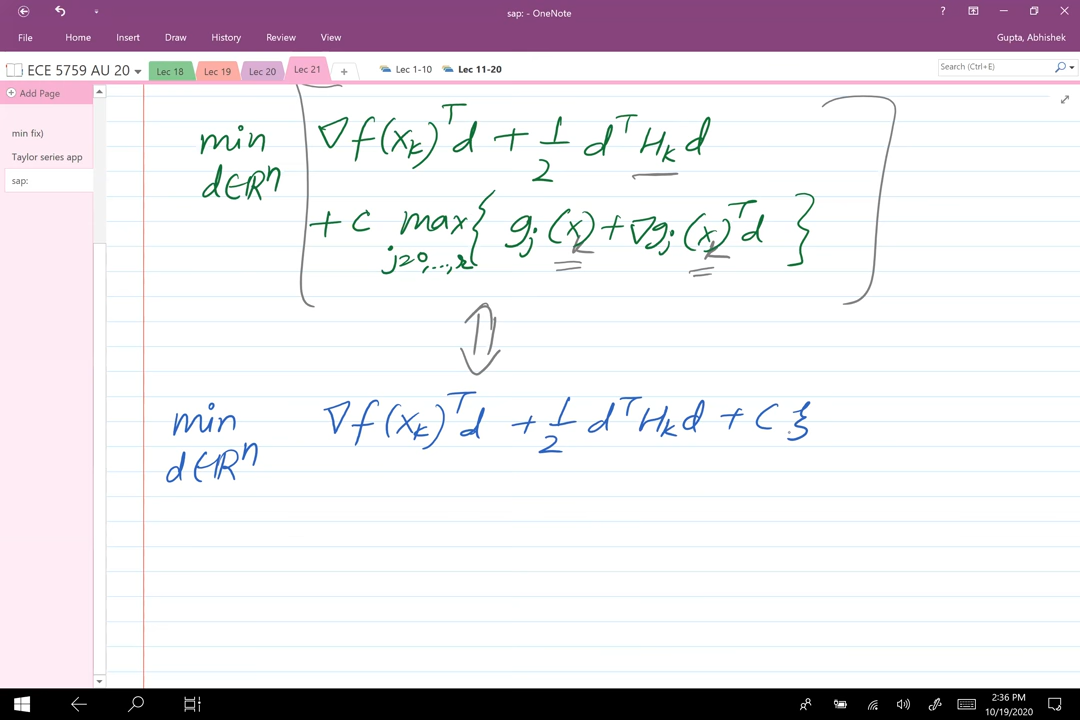 sap: - OneNote
?
File Home Insert Draw History Review View
Gupta, Abhishek
ECE 5759 AU 20 Lec 18 Lec 19 Lec 20 Lec 21 + Lec 1-10 Lec 11-20
Search (Ctrl+E)
Add Page
min f(x)
Taylor series app
sap:
min ∇f(x_k)^T d + 1/2 d^T H_k d
d∈R^n
+ c max { g_j (x_k) + ∇g_j (x_k)^T d }
j=0,...,r
⇕
min ∇f(x_k)^T d + 1/2 d^T H_k d + c ξ
d∈R^n
2:36 PM
10/19/2020